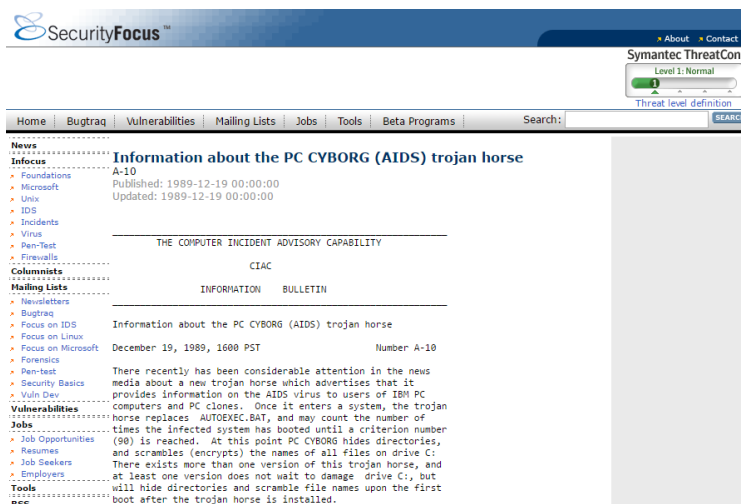 SecurityFocus™
About Contact
Symantec ThreatCon
Level 1: Normal
1
Threat level definition
Home Bugtraq Vulnerabilities Mailing Lists Jobs Tools Beta Programs Search: SEARC
News
Infocus
Foundations
Microsoft
Unix
IDS
Incidents
Virus
Pen-Test
Firewalls
Columnists
Mailing Lists
Newsletters
Bugtraq
Focus on IDS
Focus on Linux
Focus on Microsoft
Forensics
Pen-test
Security Basics
Vuln Dev
Vulnerabilities
Jobs
Job Opportunities
Resumes
Job Seekers
Employers
Tools
RSS
Information about the PC CYBORG (AIDS) trojan horse
A-10
Published: 1989-12-19 00:00:00
Updated: 1989-12-19 00:00:00
THE COMPUTER INCIDENT ADVISORY CAPABILITY
CIAC
INFORMATION BULLETIN
Information about the PC CYBORG (AIDS) trojan horse
December 19, 1989, 1600 PST Number A-10
There recently has been considerable attention in the news
media about a new trojan horse which advertises that it
provides information on the AIDS virus to users of IBM PC
computers and PC clones. Once it enters a system, the trojan
horse replaces AUTOEXEC.BAT, and may count the number of
times the infected system has booted until a criterion number
(90) is reached. At this point PC CYBORG hides directories,
and scrambles (encrypts) the names of all files on drive C:
There exists more than one version of this trojan horse, and
at least one version does not wait to damage drive C:, but
will hide directories and scramble file names upon the first
boot after the trojan horse is installed.